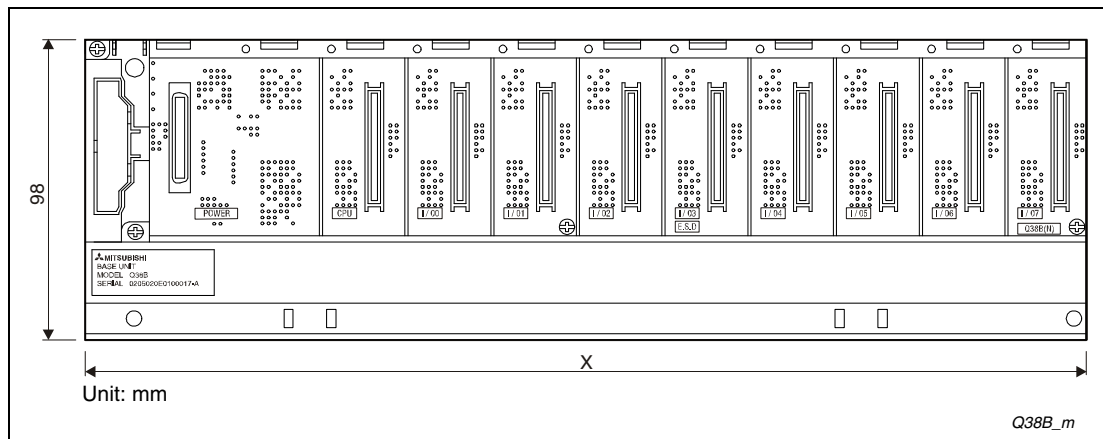 98
POWER
CPU
I / 00
I / 01
I / 02
I / 03
E.S.D
I / 04
I / 05
I / 06
I / 07
Q38B(N)
MITSUBISHI
BASE UNIT
MODEL Q38B
SERIAL 0205020E0100017-A
X
Unit: mm
Q38B_m